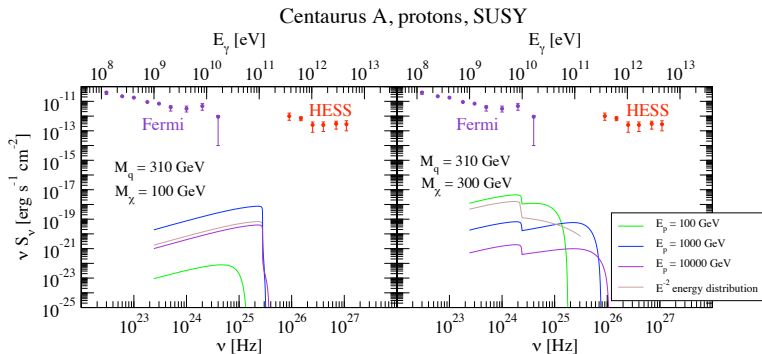 Centaurus A, protons, SUSY
E_γ [eV] E_γ [eV]
10^8 10^9 10^10 10^11 10^12 10^13 10^8 10^9 10^10 10^11 10^12 10^13
10^-11
10^-13
10^-15
10^-17
10^-19
10^-21
10^-23
10^-25
ν S_ν [erg s^-1 cm^-2]
Fermi
HESS
M_q = 310 GeV
M_χ = 100 GeV
Fermi
HESS
M_q = 310 GeV
M_χ = 300 GeV
E_p = 100 GeV
E_p = 1000 GeV
E_p = 10000 GeV
E^-2 energy distribution
10^23 10^24 10^25 10^26 10^27 10^23 10^24 10^25 10^26 10^27
ν [Hz] ν [Hz]